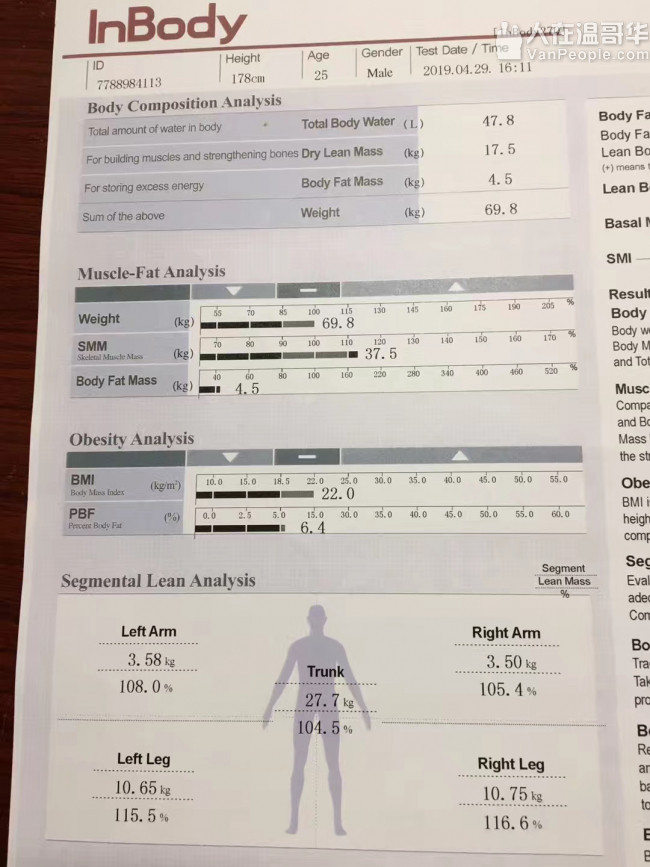 InBody
[InBody270]
人在温哥华
VanPeople.com
ID
7788984113
Height
178cm
Age
25
Gender
Male
Test Date / Time
2019.04.29. 16:11
Body Composition Analysis
Total amount of water in body Total Body Water (L) 47.8
For building muscles and strengthening bones Dry Lean Mass (kg) 17.5
For storing excess energy Body Fat Mass (kg) 4.5
Sum of the above Weight (kg) 69.8
Muscle-Fat Analysis
Weight (kg) 55 70 85 100 115 130 145 160 175 190 205 %
69.8
SMM (kg) 70 80 90 100 110 120 130 140 150 160 170 %
Skeletal Muscle Mass
37.5
Body Fat Mass (kg) 40 60 80 100 160 220 280 340 400 460 520 %
4.5
Obesity Analysis
BMI (kg/m²) 10.0 15.0 18.5 22.0 25.0 30.0 35.0 40.0 45.0 50.0 55.0
Body Mass Index
22.0
PBF (%) 0.0 2.5 5.0 15.0 30.0 35.0 40.0 45.0 50.0 55.0 60.0
Percent Body Fat
6.4
Segmental Lean Analysis
Segment
Lean Mass
%
Left Arm
3.58 kg
108.0 %
Right Arm
3.50 kg
105.4 %
Trunk
27.7 kg
104.5 %
Left Leg
10.65 kg
115.5 %
Right Leg
10.75 kg
116.6 %
Body Fa
Body Fa
Lean Bo
(+) means t
Lean B
Basal M
SMI
Result
Body
Body w
Body M
and Tot
Musc
Compa
and Bo
Mass
the str
Obe
BMI i
heigh
comp
Seg
Eval
adec
Con
Bo
Tra
Tak
pro
B
Re
an
ba
to
E
B